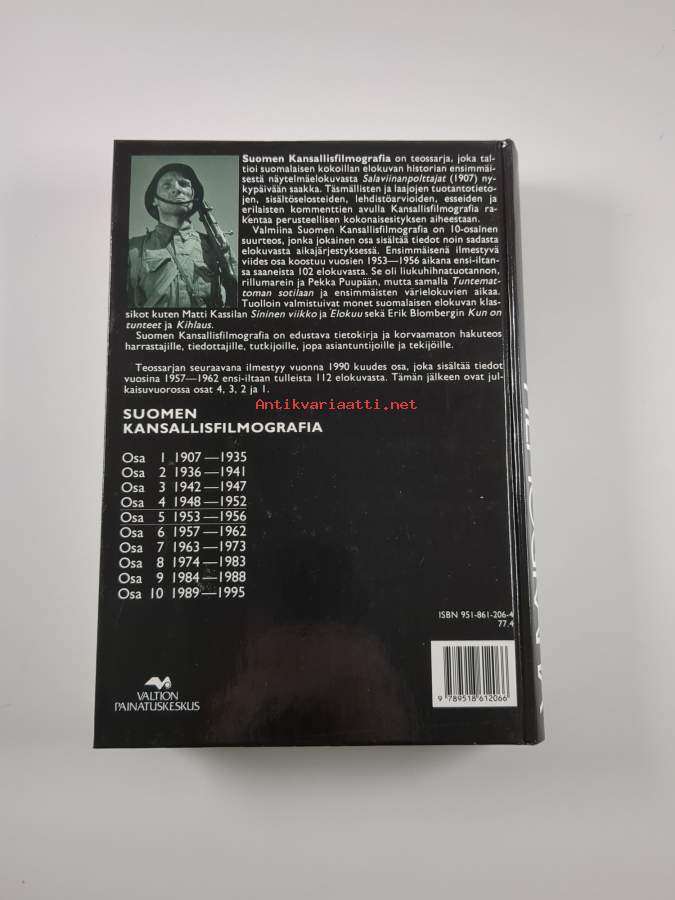 Suomen Kansallisfilmografia on teossarja, joka tal-
tioi suomalaisen kokoillan elokuvan historian ensimmäi-
sestä näytelmäelokuvasta Salaviinanpolttajat (1907) ny-
kypäivään saakka. Täsmällisten ja laajojen tuotantotieto-
jen, sisältöselosteiden, lehdistöarvioiden, esseiden ja
erilaisten kommenttien avulla Kansallisfilmografia ra-
kentaa perusteellisen kokonaisesityksen aiheestaan.
Valmiina Suomen Kansallisfilmografia on 10-osainen
suurteos, jonka jokainen osa sisältää tiedot noin sadasta
elokuvasta aikajärjestyksessä. Ensimmäisenä ilmestyvä
viides osa koostuu vuosien 1953—1956 aikana ensi-iltan-
sa saaneista 102 elokuvasta. Se oli liukuhihnatuotannon,
rillumarein ja Pekka Puupään, mutta samalla Tuntemat-
toman sotilaan ja ensimmäisten värielokuvien aikaa.
Tuolloin valmistuivat monet suomalaisen elokuvan klas-
sikot kuten Matti Kassilan Sininen viikko ja Elokuu sekä Erik Blombergin Kun on
tunteet ja Kihlaus.
Suomen Kansallisfilmografia on edustava tietokirja ja korvaamaton hakuteos
harrastajille, tiedottajille, tutkijoille, jopa asiantuntijoille ja tekijöille.
Teossarjan seuraavana ilmestyy vuonna 1990 kuudes osa, joka sisältää tiedot
vuosina 1957—1962 ensi-iltaan tulleista 112 elokuvasta. Tämän jälkeen ovat jul-
kaisuvuorossa osat 4, 3, 2 ja 1.
Antikvariaatti.net
SUOMEN
KANSALLISFILMOGRAFIA
Osa 1 1907—1935
Osa 2 1936—1941
Osa 3 1942—1947
Osa 4 1948—1952
Osa 5 1953—1956
Osa 6 1957—1962
Osa 7 1963—1973
Osa 8 1974—1983
Osa 9 1984—1988
Osa 10 1989—1995
ISBN 951-861-206-4
77.4
9 789518 612066
VALTION
PAINATUSKESKUS